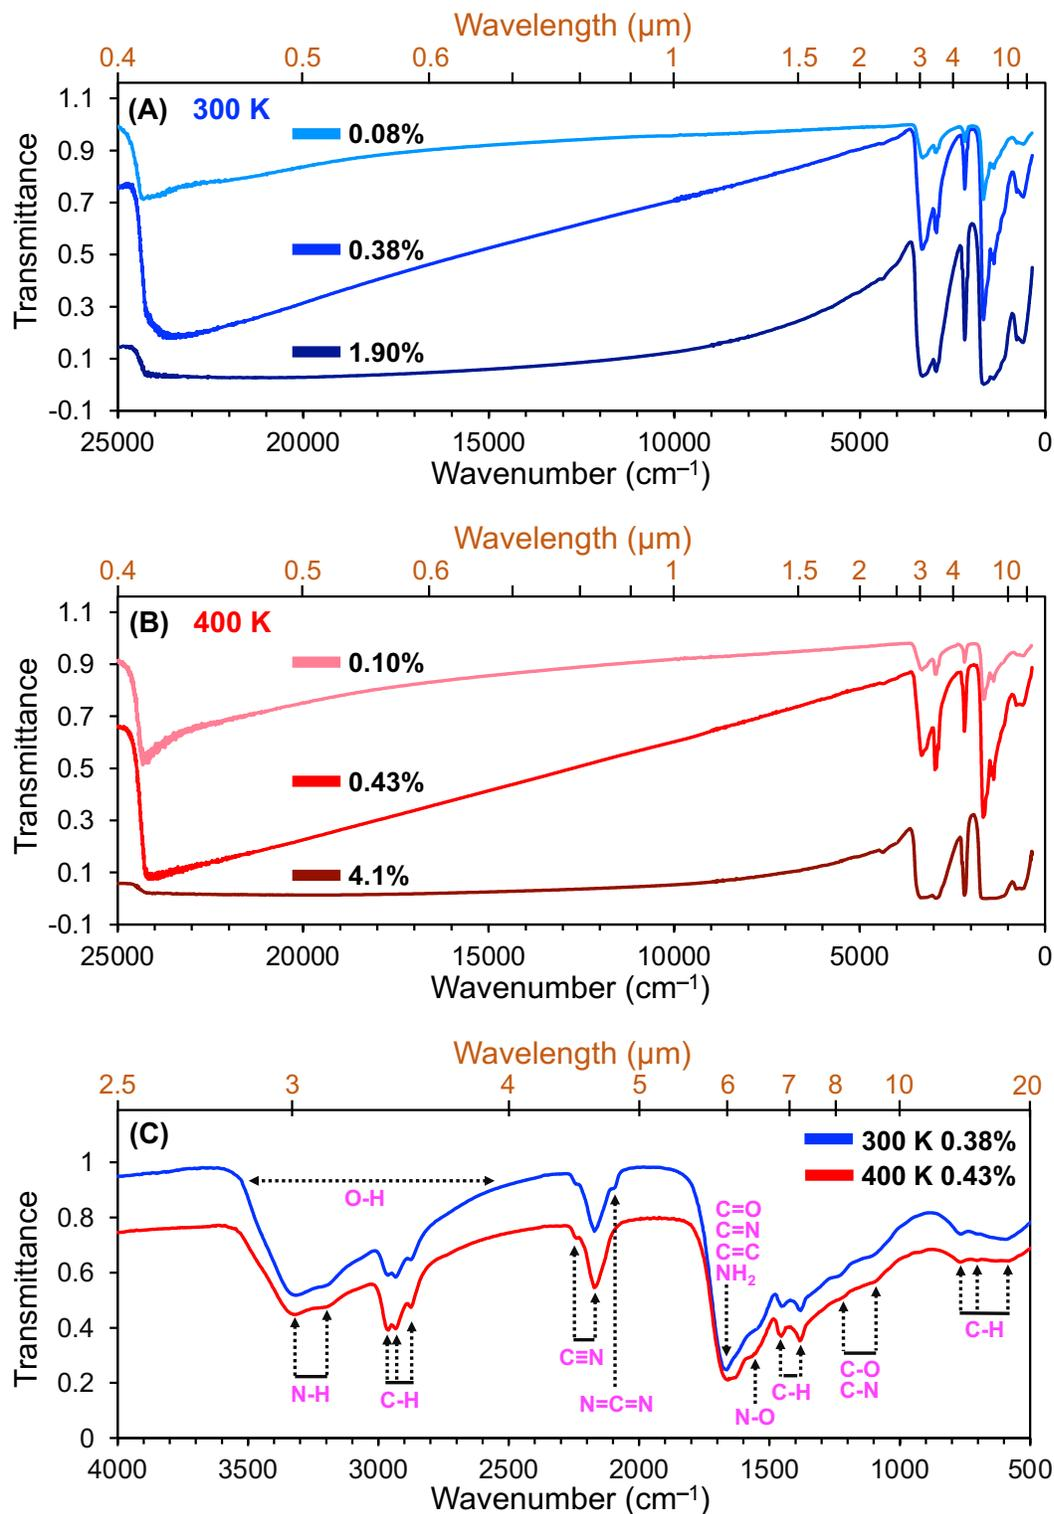 Wavelength (µm)
0.4 0.5 0.6 1 1.5 2 3 4 10
(A) 300 K
1.1
0.08%
0.9
0.7
0.38%
0.5
0.3
1.90%
0.1
-0.1
Transmittance
25000 20000 15000 10000 5000 0
Wavenumber (cm⁻¹)
Wavelength (µm)
0.4 0.5 0.6 1 1.5 2 3 4 10
(B) 400 K
1.1
0.10%
0.9
0.7
0.43%
0.5
0.3
4.1%
0.1
-0.1
Transmittance
25000 20000 15000 10000 5000 0
Wavenumber (cm⁻¹)
Wavelength (µm)
2.5 3 4 5 6 7 8 10 20
(C)
300 K 0.38%
400 K 0.43%
1
0.8
0.6
0.4
0.2
0
Transmittance
O-H
C=O
C=N
C=C
NH₂
N-H
C-H
C≡N
N=C=N
N-O
C-H
C-O
C-N
C-H
4000 3500 3000 2500 2000 1500 1000 500
Wavenumber (cm⁻¹)